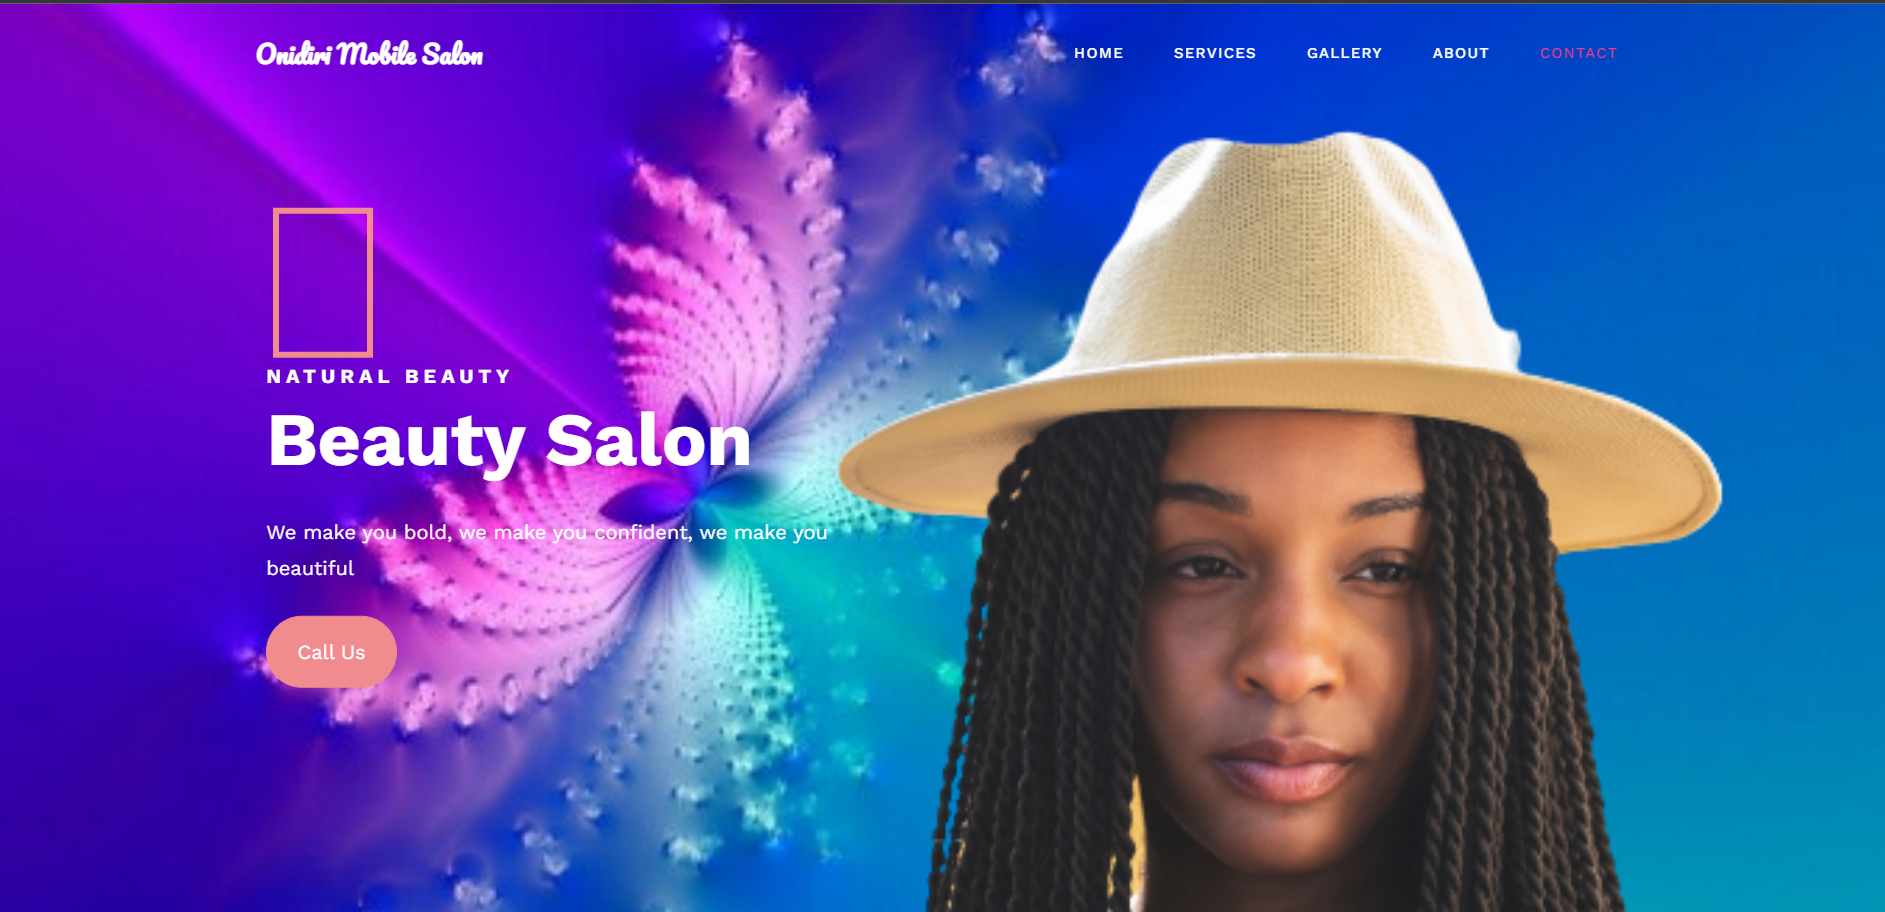 Onidiri Mobile Salon
HOME SERVICES GALLERY ABOUT CONTACT
NATURAL BEAUTY
Beauty Salon
We make you bold, we make you confident, we make you
beautiful
Call Us